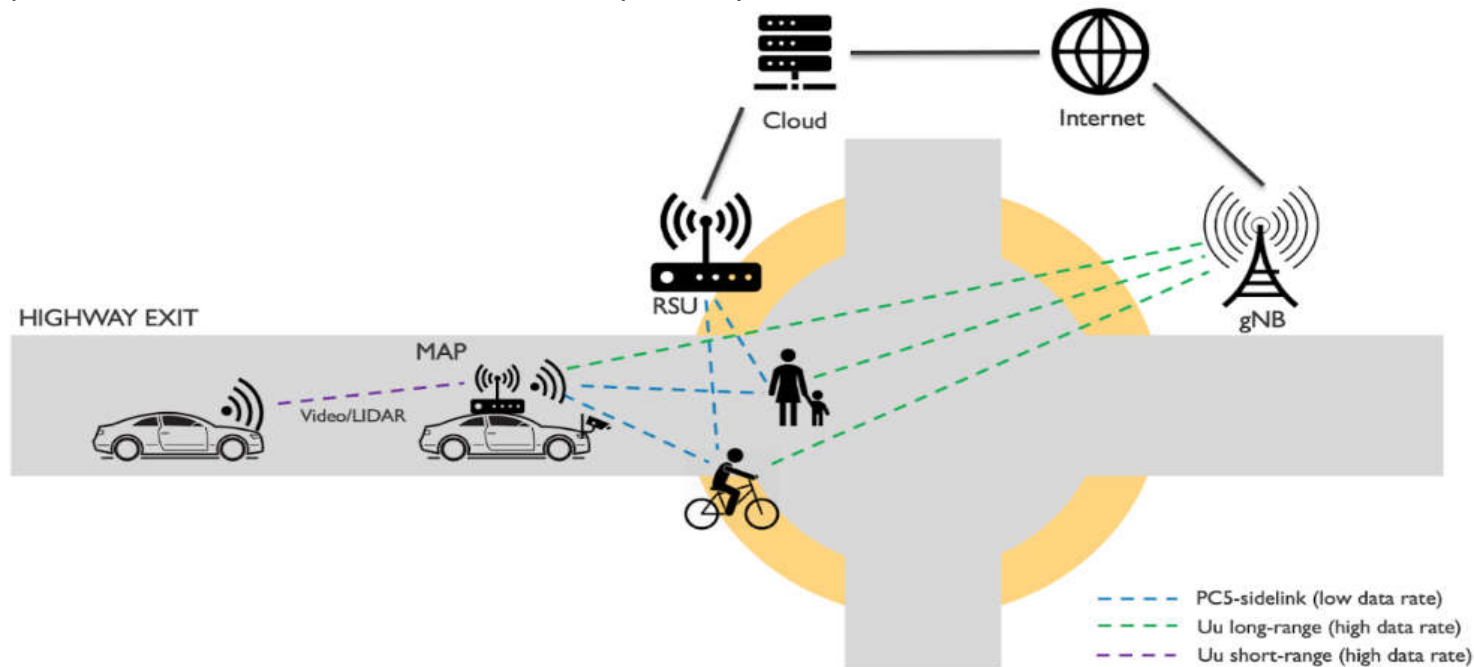 Cloud
Internet
RSU
gNB
HIGHWAY EXIT
MAP
Video/LIDAR
PC5-sidelink (low data rate)
Uu long-range (high data rate)
Uu short-range (high data rate)